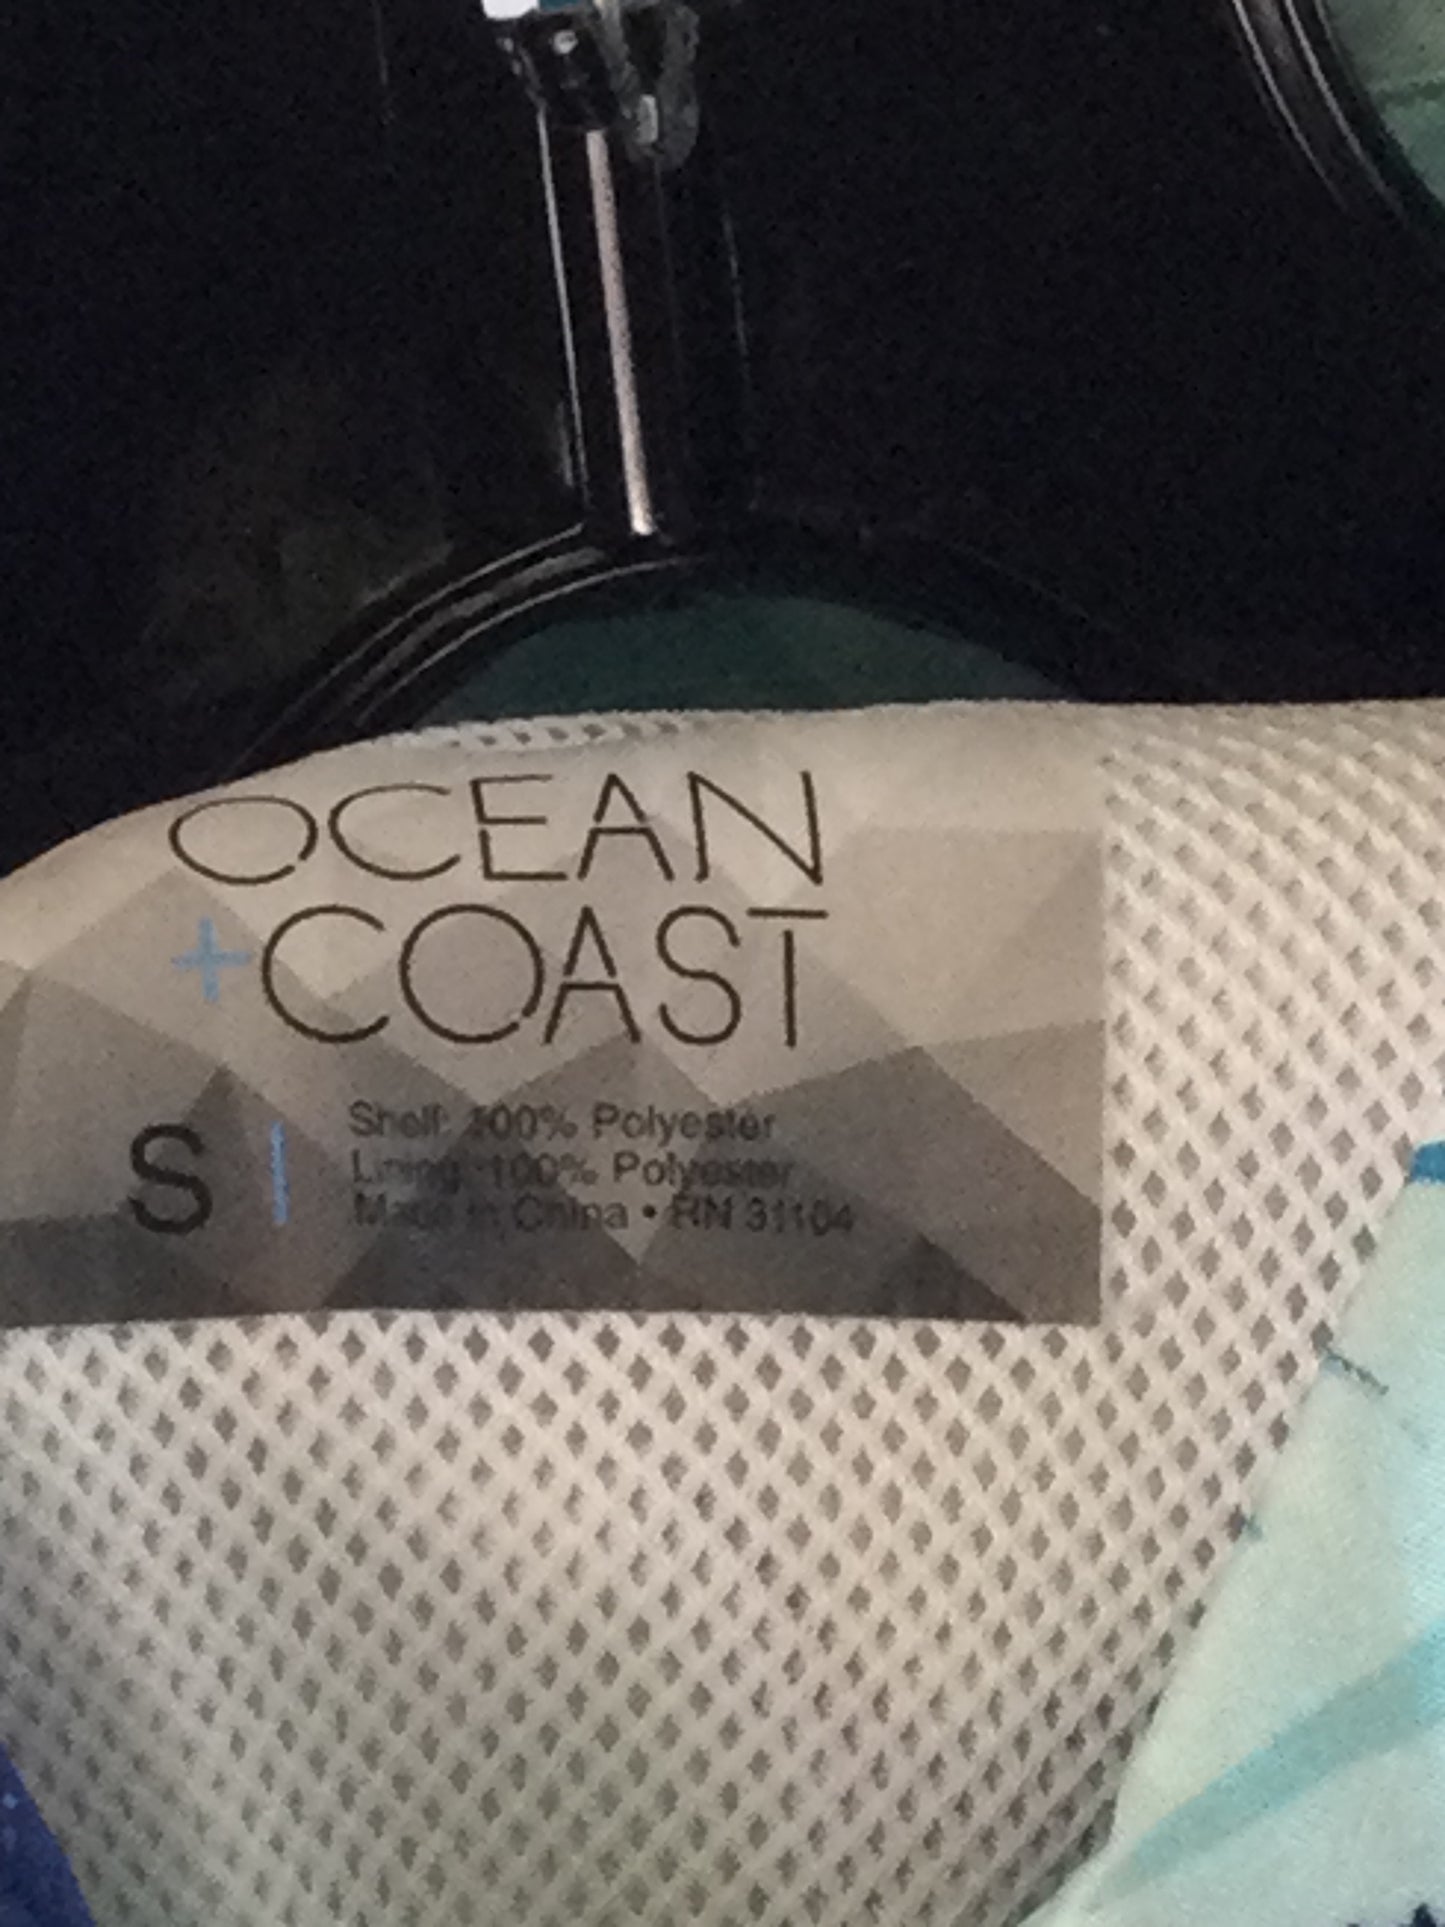 OCEAN
+COAST
S | Shell: 100% Polyester
Lining: 100% Polyester
Made in China • RN 31104